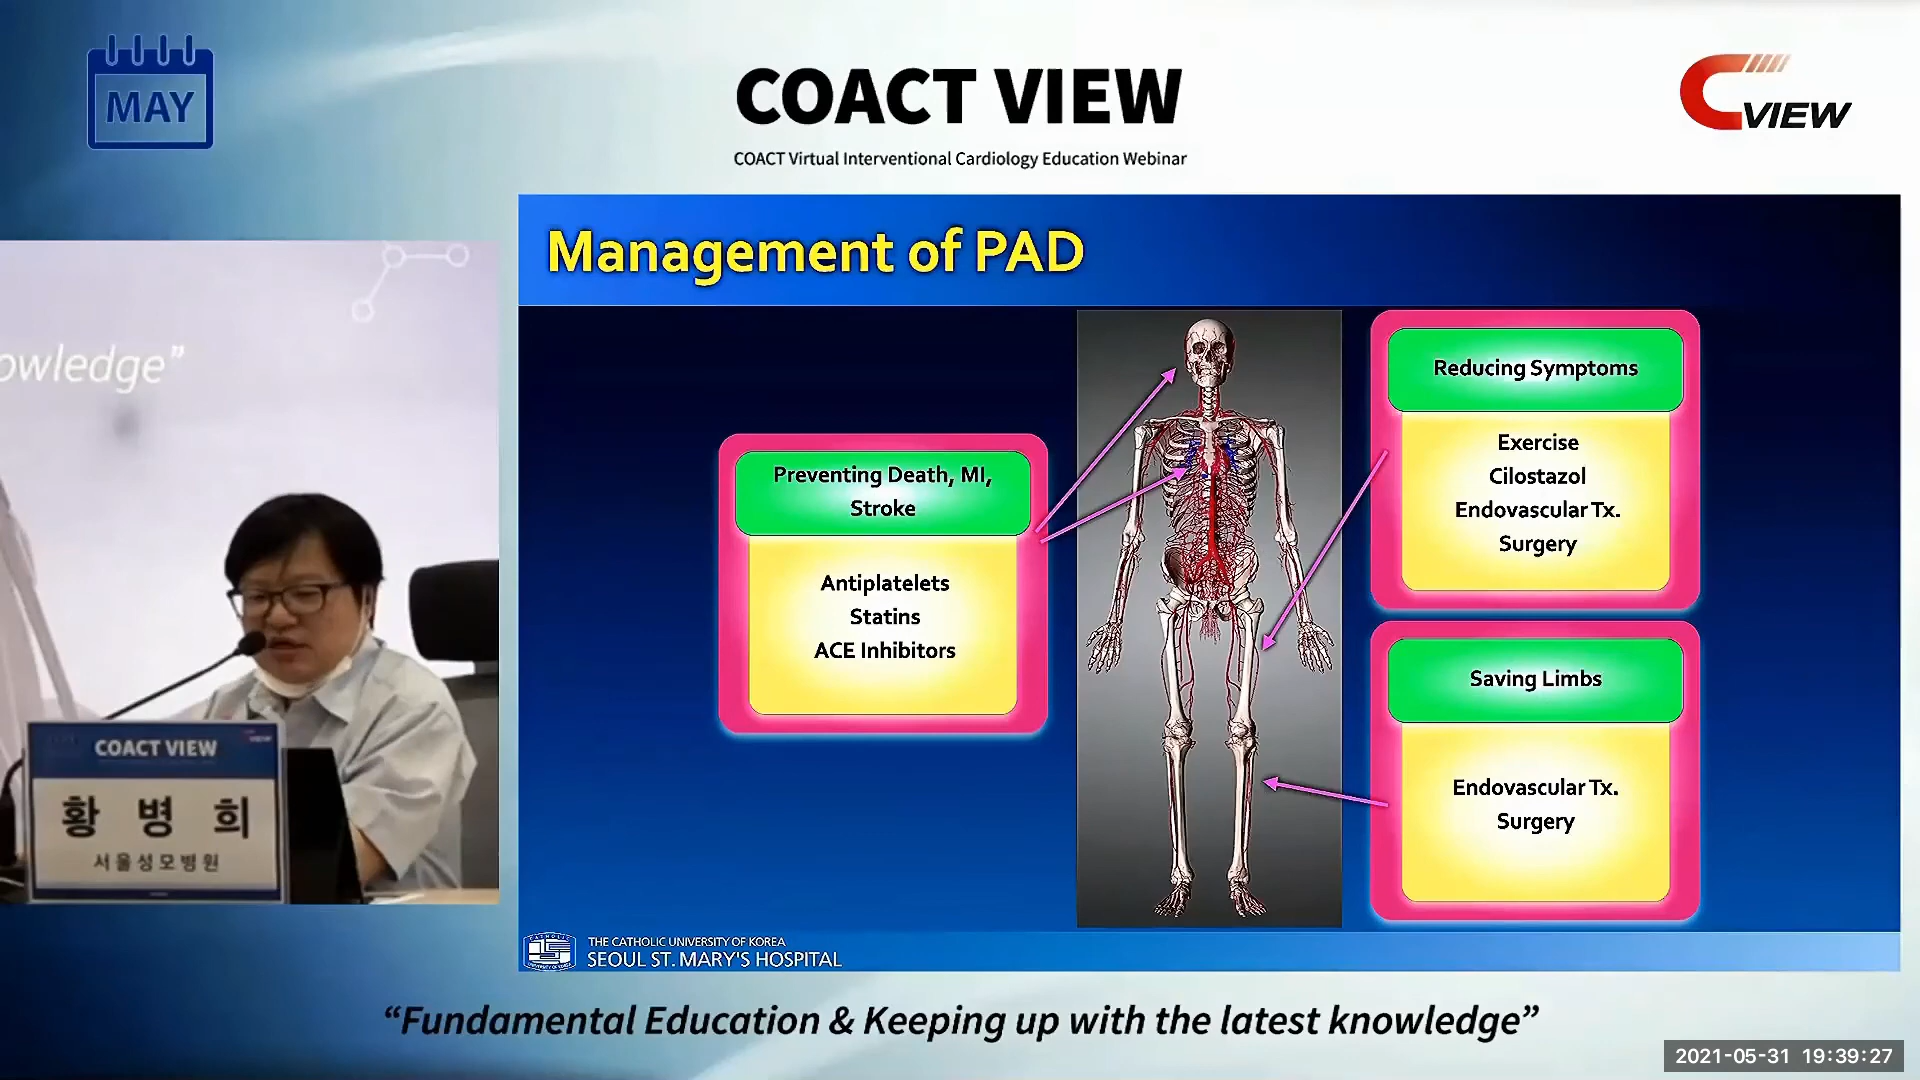 MAY
COACT VIEW
COACT Virtual Interventional Cardiology Education Webinar
CVIEW
owledge”
COACT VIEW
황 병 희
서울성모병원
Management of PAD
Preventing Death, MI,
Stroke
Antiplatelets
Statins
ACE Inhibitors
Reducing Symptoms
Exercise
Cilostazol
Endovascular Tx.
Surgery
Saving Limbs
Endovascular Tx.
Surgery
THE CATHOLIC UNIVERSITY OF KOREA
SEOUL ST. MARY'S HOSPITAL
“Fundamental Education & Keeping up with the latest knowledge”
2021-05-31 19:39:27